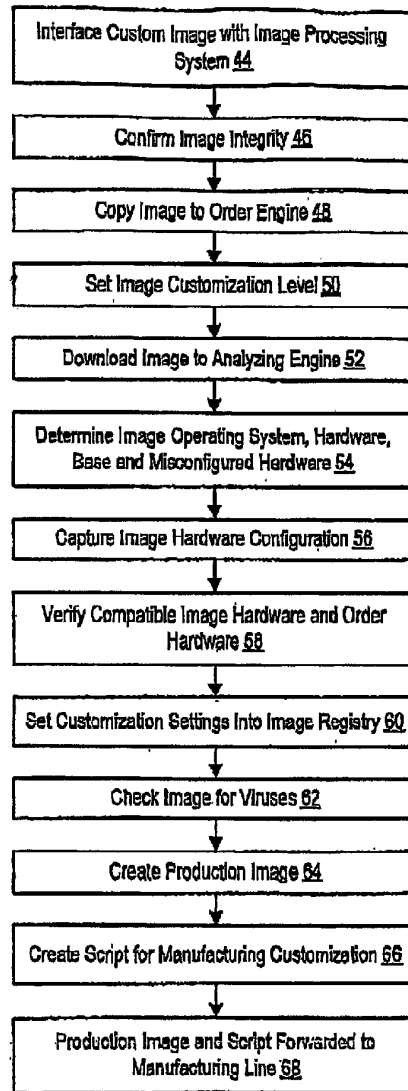 Interface Custom Image with Image Processing
System 44
Confirm Image Integrity 46
Copy Image to Order Engine 48
Set Image Customization Level 50
Download Image to Analyzing Engine 52
Determine Image Operating System, Hardware,
Base and Misconfigured Hardware 54
Capture Image Hardware Configuration 56
Verify Compatible Image Hardware and Order
Hardware 58
Set Customization Settings Into Image Registry 60
Check Image for Viruses 62
Create Production Image 64
Create Script for Manufacturing Customization 66
Production Image and Script Forwarded to
Manufacturing Line 68